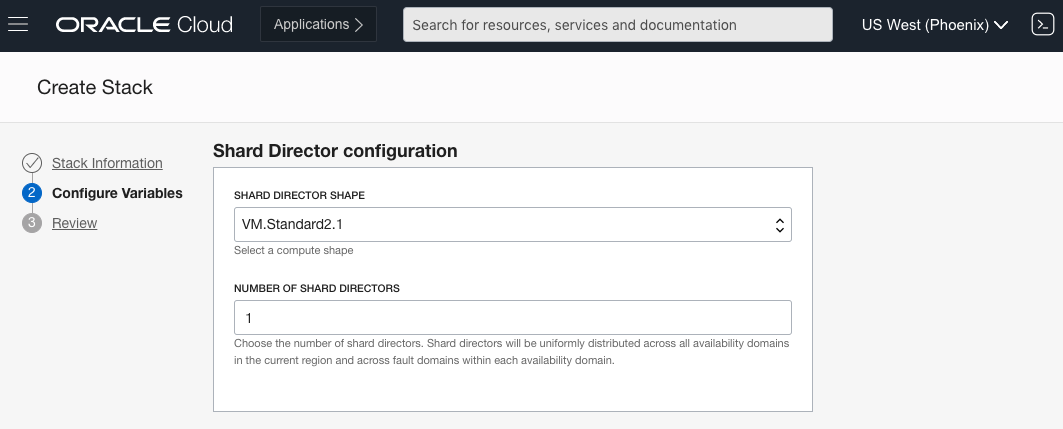 ORACLE Cloud
Applications
Search for resources, services and documentation
US West (Phoenix)
Create Stack
Stack Information
2 Configure Variables
3 Review
Shard Director configuration
SHARD DIRECTOR SHAPE
VM.Standard2.1
Select a compute shape
NUMBER OF SHARD DIRECTORS
1
Choose the number of shard directors. Shard directors will be uniformly distributed across all availability domains
in the current region and across fault domains within each availability domain.